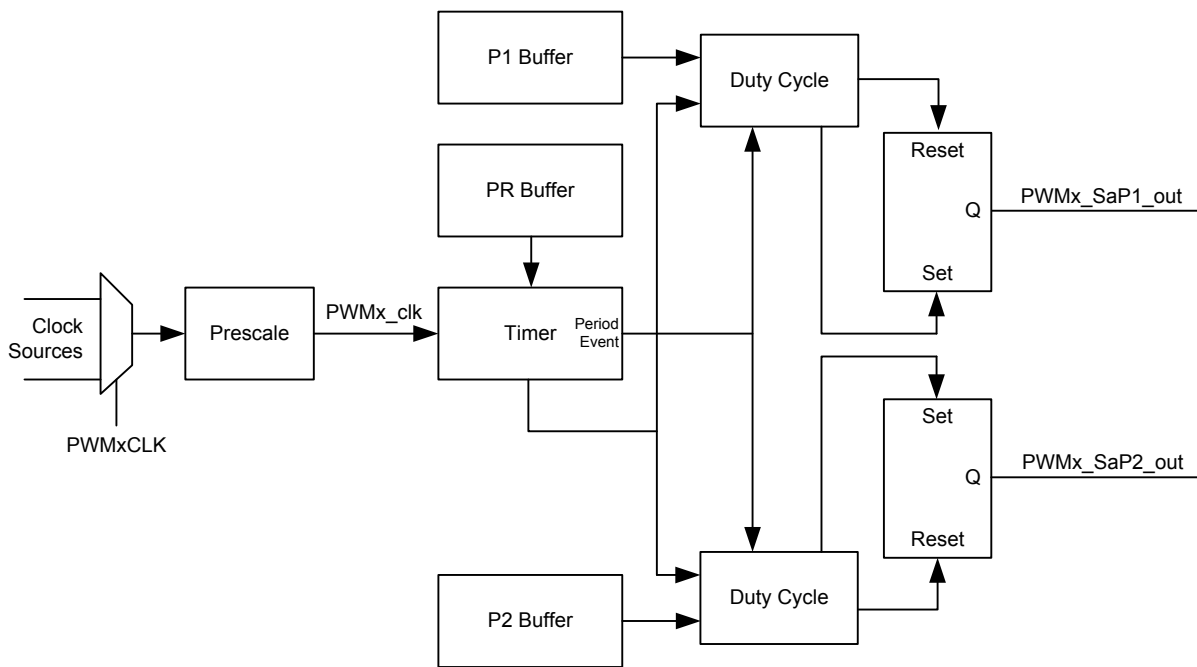 P1 Buffer
Duty Cycle
Reset
Q
Set
PWMx_SaP1_out
PR Buffer
Clock
Sources
PWMxCLK
Prescale
PWMx_clk
Timer
Period
Event
Set
Q
Reset
PWMx_SaP2_out
P2 Buffer
Duty Cycle